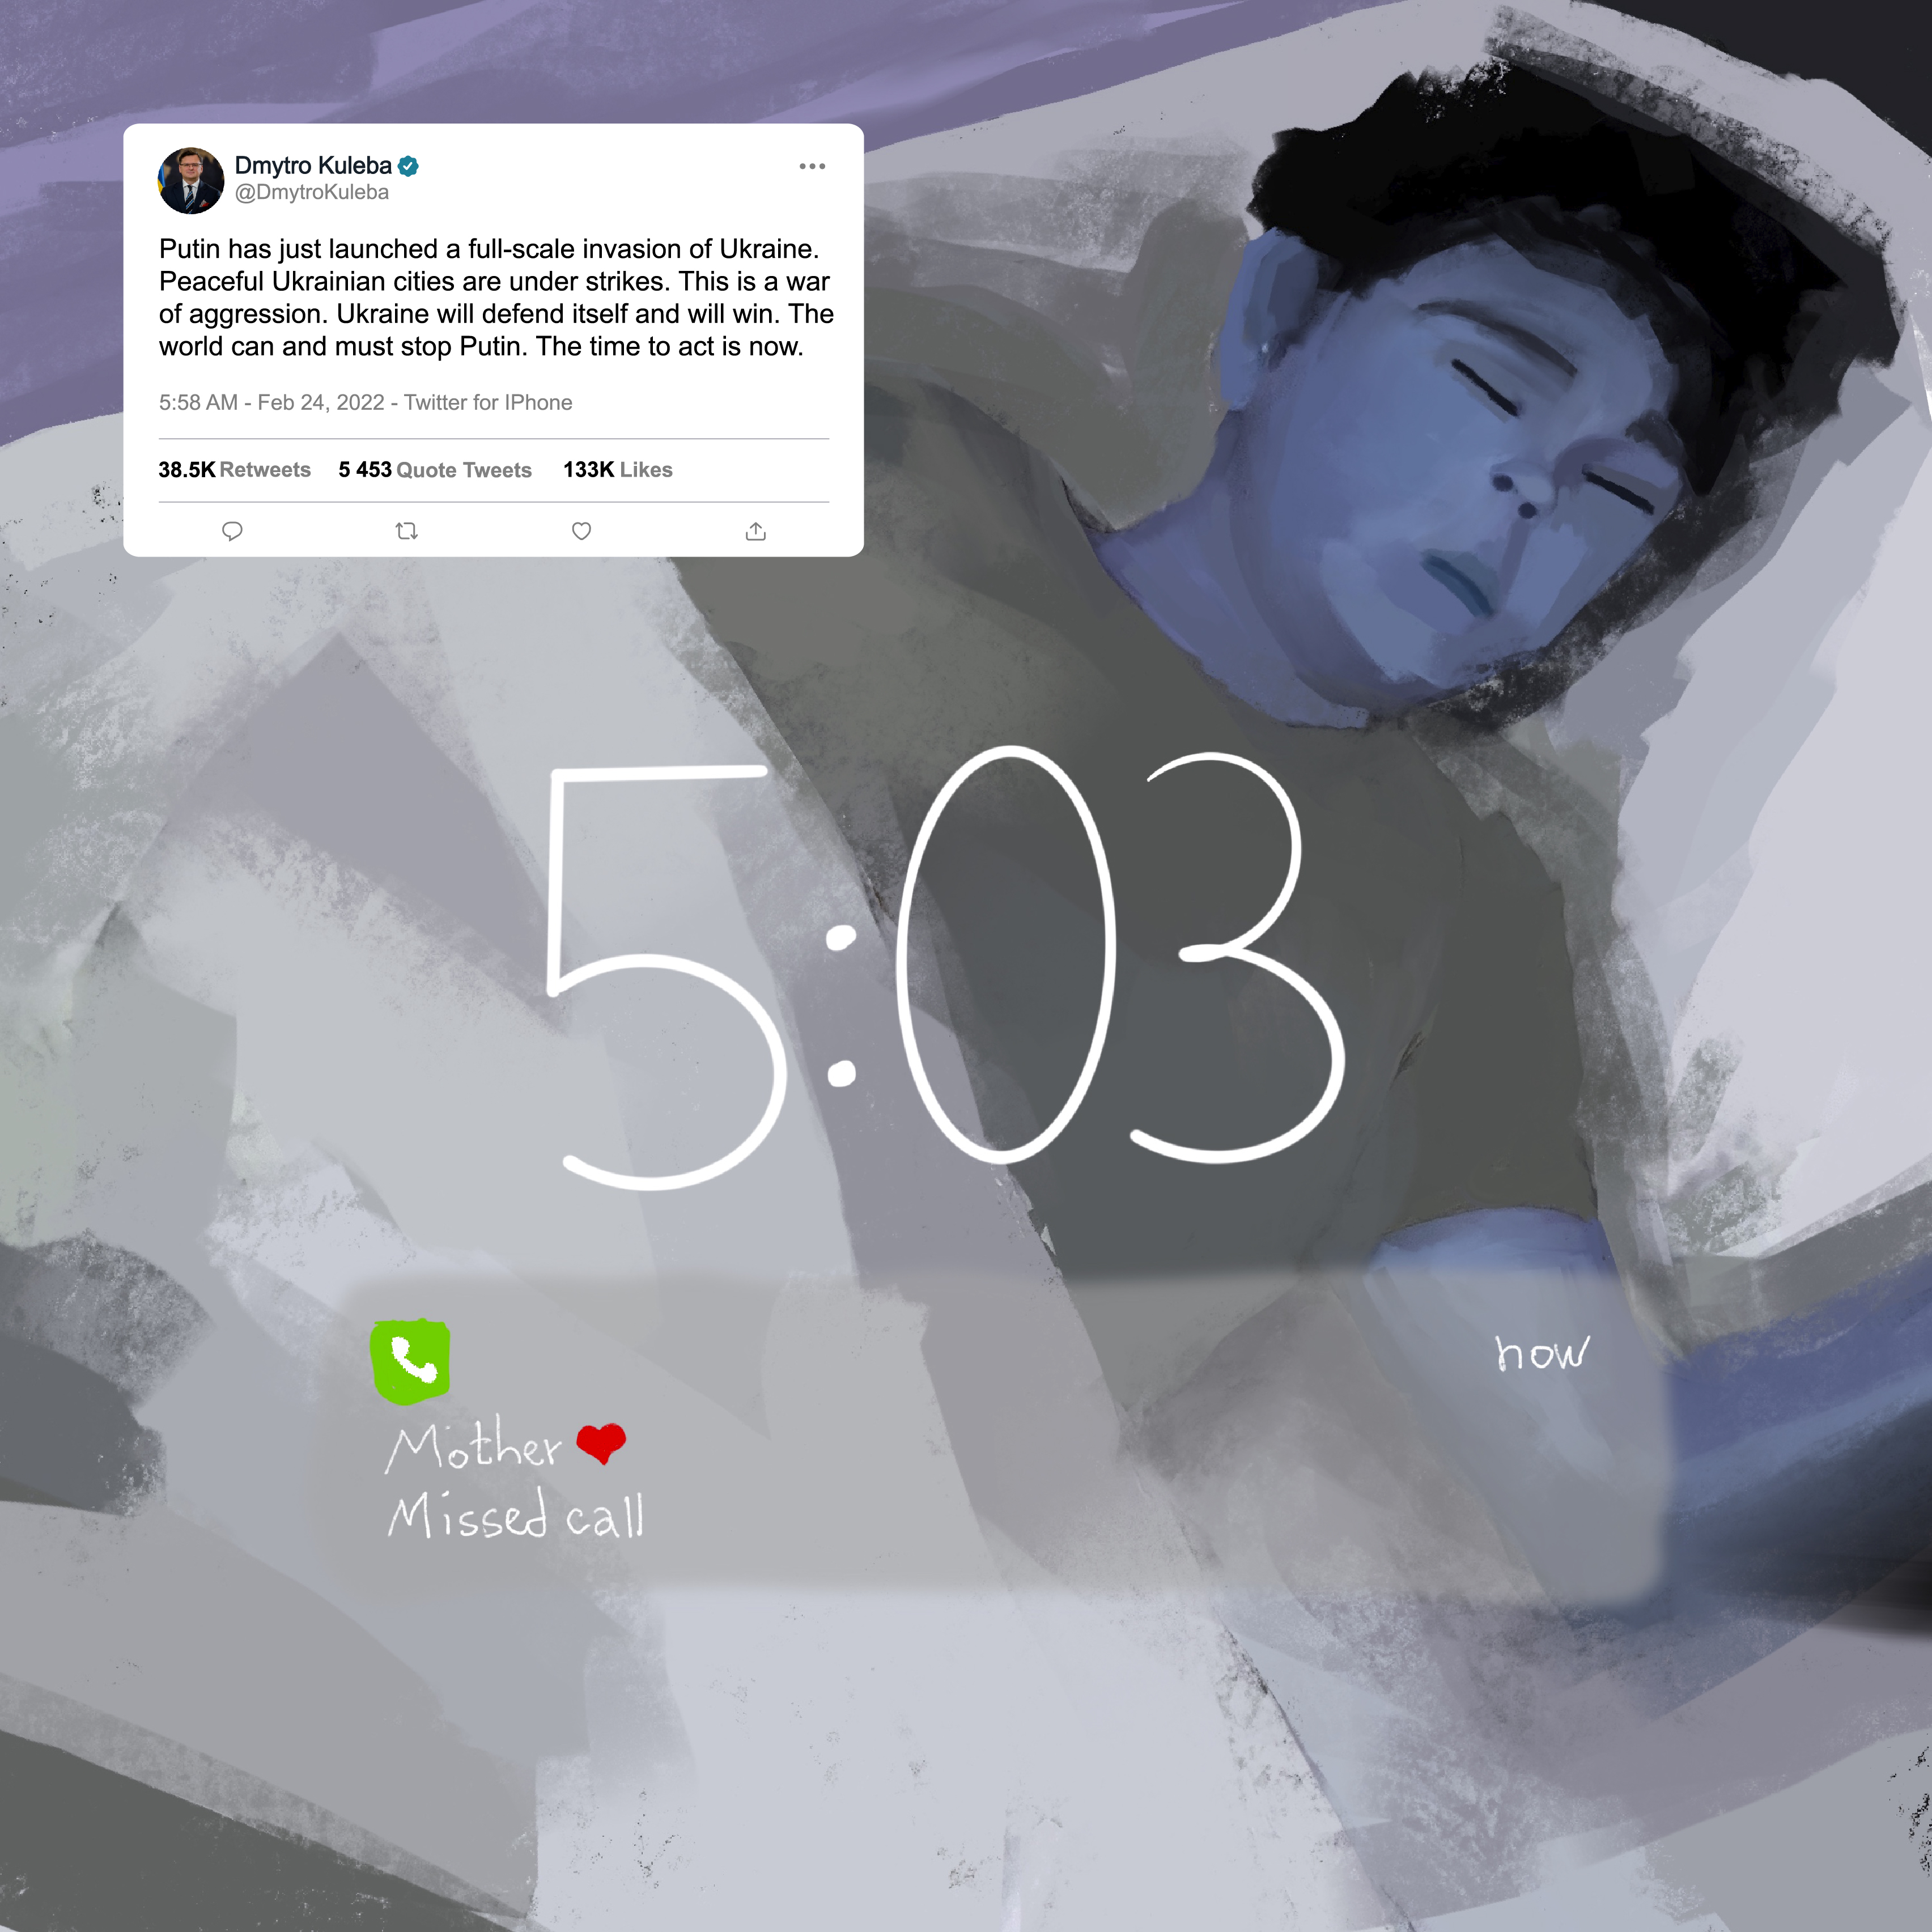 Dmytro Kuleba
@DmytroKuleba
Putin has just launched a full-scale invasion of Ukraine.
Peaceful Ukrainian cities are under strikes. This is a war
of aggression. Ukraine will defend itself and will win. The
world can and must stop Putin. The time to act is now.
5:58 AM - Feb 24, 2022 - Twitter for IPhone
38.5K Retweets 5 453 Quote Tweets 133K Likes
5:03
now
Mother ❤
Missed call